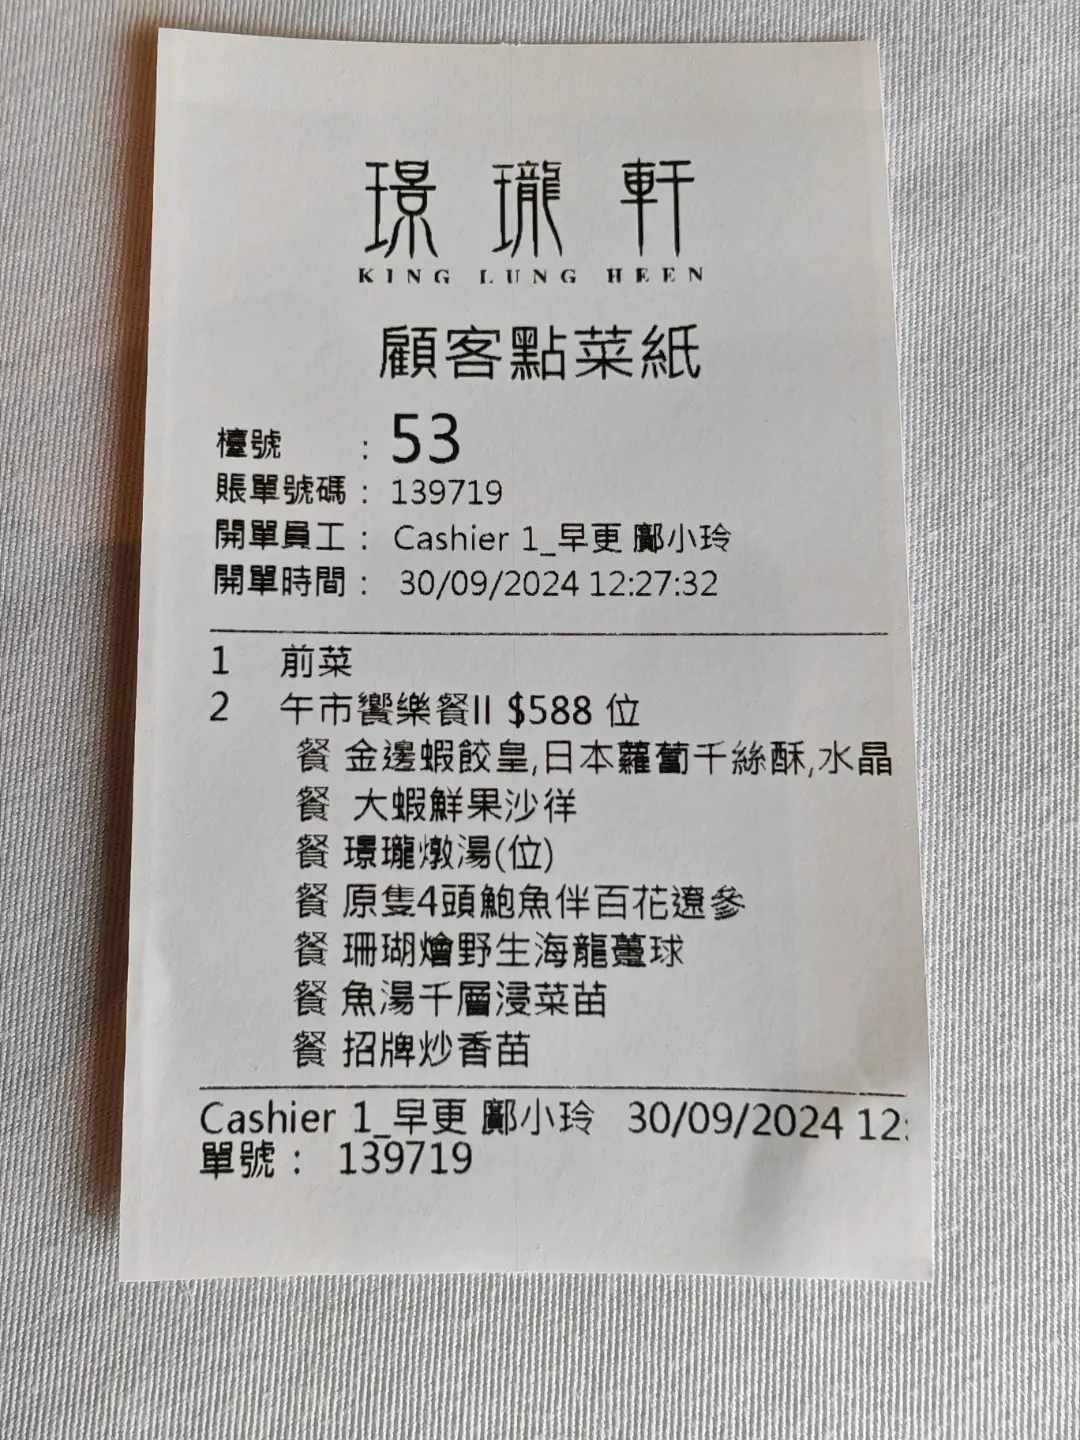 璟瓏軒
KING LUNG HEEN
顧客點菜紙
檯號 : 53
賬單號碼 : 139719
開單員工 : Cashier 1_早更 鄺小玲
開單時間 : 30/09/2024 12:27:32
1 前菜
2 午市饗樂餐II $588 位
餐 金邊蝦餃皇,日本蘿蔔千絲酥,水晶
餐 大蝦鮮果沙律
餐 璟瓏燉湯(位)
餐 原隻4頭鮑魚伴百花遼參
餐 珊瑚燴野生海龍躉球
餐 魚湯千層浸菜苗
餐 招牌炒香苗
Cashier 1_早更 鄺小玲 30/09/2024 12:
單號 : 139719